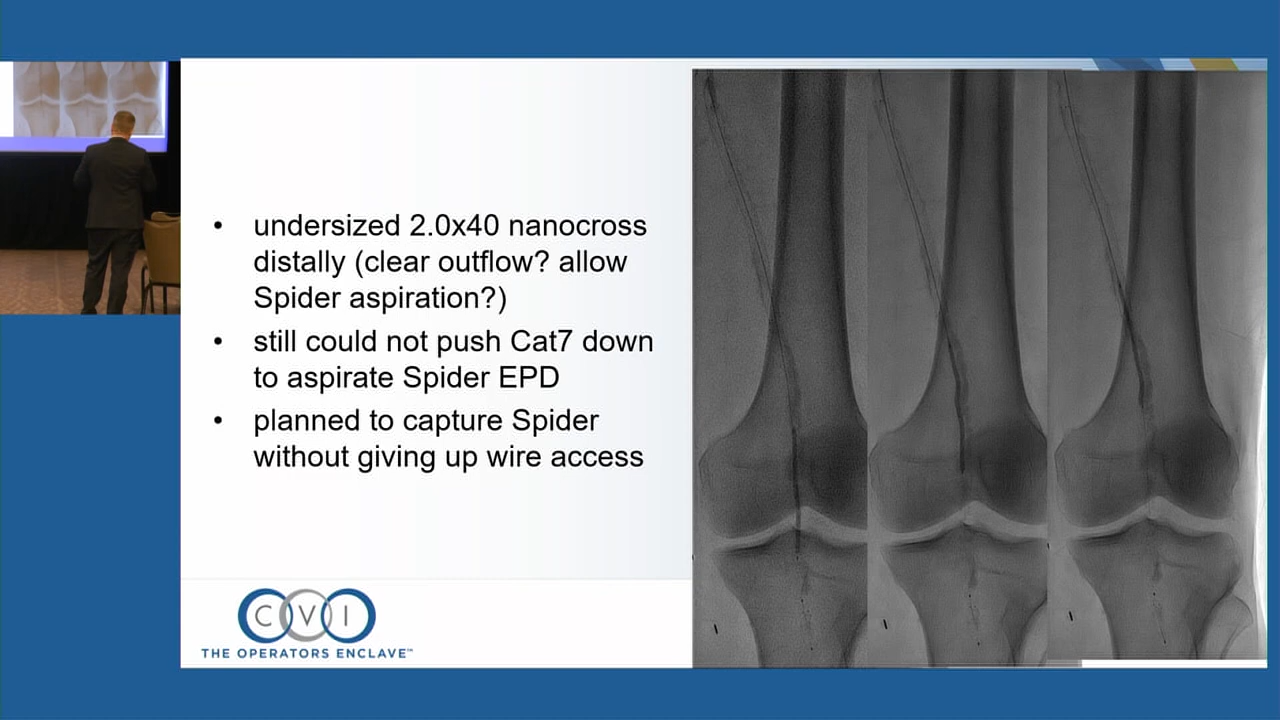 • undersized 2.0x40 nanocross
distally (clear outflow? allow
Spider aspiration?)
• still could not push Cat7 down
to aspirate Spider EPD
• planned to capture Spider
without giving up wire access
CVI
THE OPERATORS ENCLAVE™